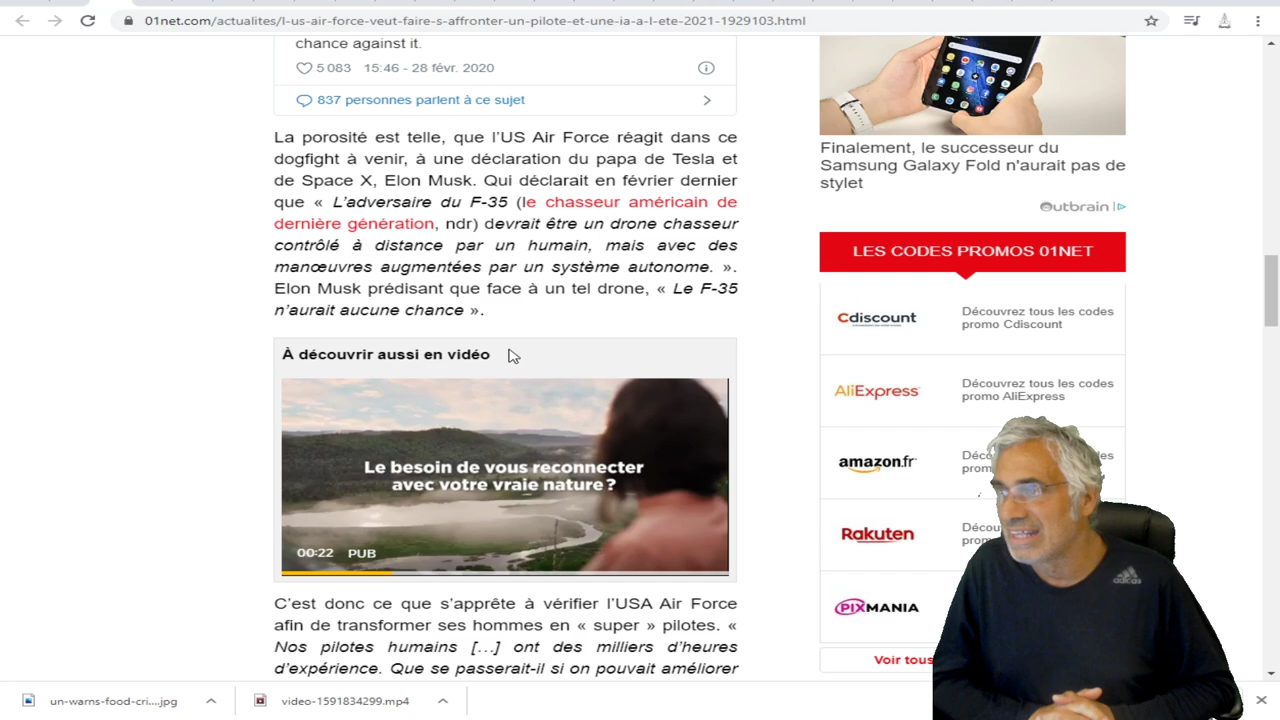 01net.com/actualites/l-us-air-force-veut-faire-s-affronter-un-pilote-et-une-ia-a-l-ete-2021-1929103.html
chance against it.
5 083 15:46 - 28 févr. 2020
837 personnes parlent à ce sujet
La porosité est telle, que l'US Air Force réagit dans ce
dogfight à venir, à une déclaration du papa de Tesla et
de Space X, Elon Musk. Qui déclarait en février dernier
que « L'adversaire du F-35 (le chasseur américain de
dernière génération, ndr) devrait être un drone chasseur
contrôlé à distance par un humain, mais avec des
manœuvres augmentées par un système autonome. ».
Elon Musk prédisant que face à un tel drone, « Le F-35
n'aurait aucune chance ».
À découvrir aussi en vidéo
Le besoin de vous reconnecter
avec votre vraie nature ?
00:22 PUB
C'est donc ce que s'apprête à vérifier l'USA Air Force
afin de transformer ses hommes en « super » pilotes. «
Nos pilotes humains […] ont des milliers d'heures
d'expérience. Que se passerait-il si on pouvait améliorer
Finalement, le successeur du
Samsung Galaxy Fold n'aurait pas de
stylet
Outbrain
LES CODES PROMOS 01NET
Cdiscount
Découvrez tous les codes
promo Cdiscount
AliExpress
Découvrez tous les codes
promo AliExpress
amazon.fr
Rakuten
PIXMANIA
Voir tous
adidas
un-warns-food-cri....jpg
video-1591834299.mp4